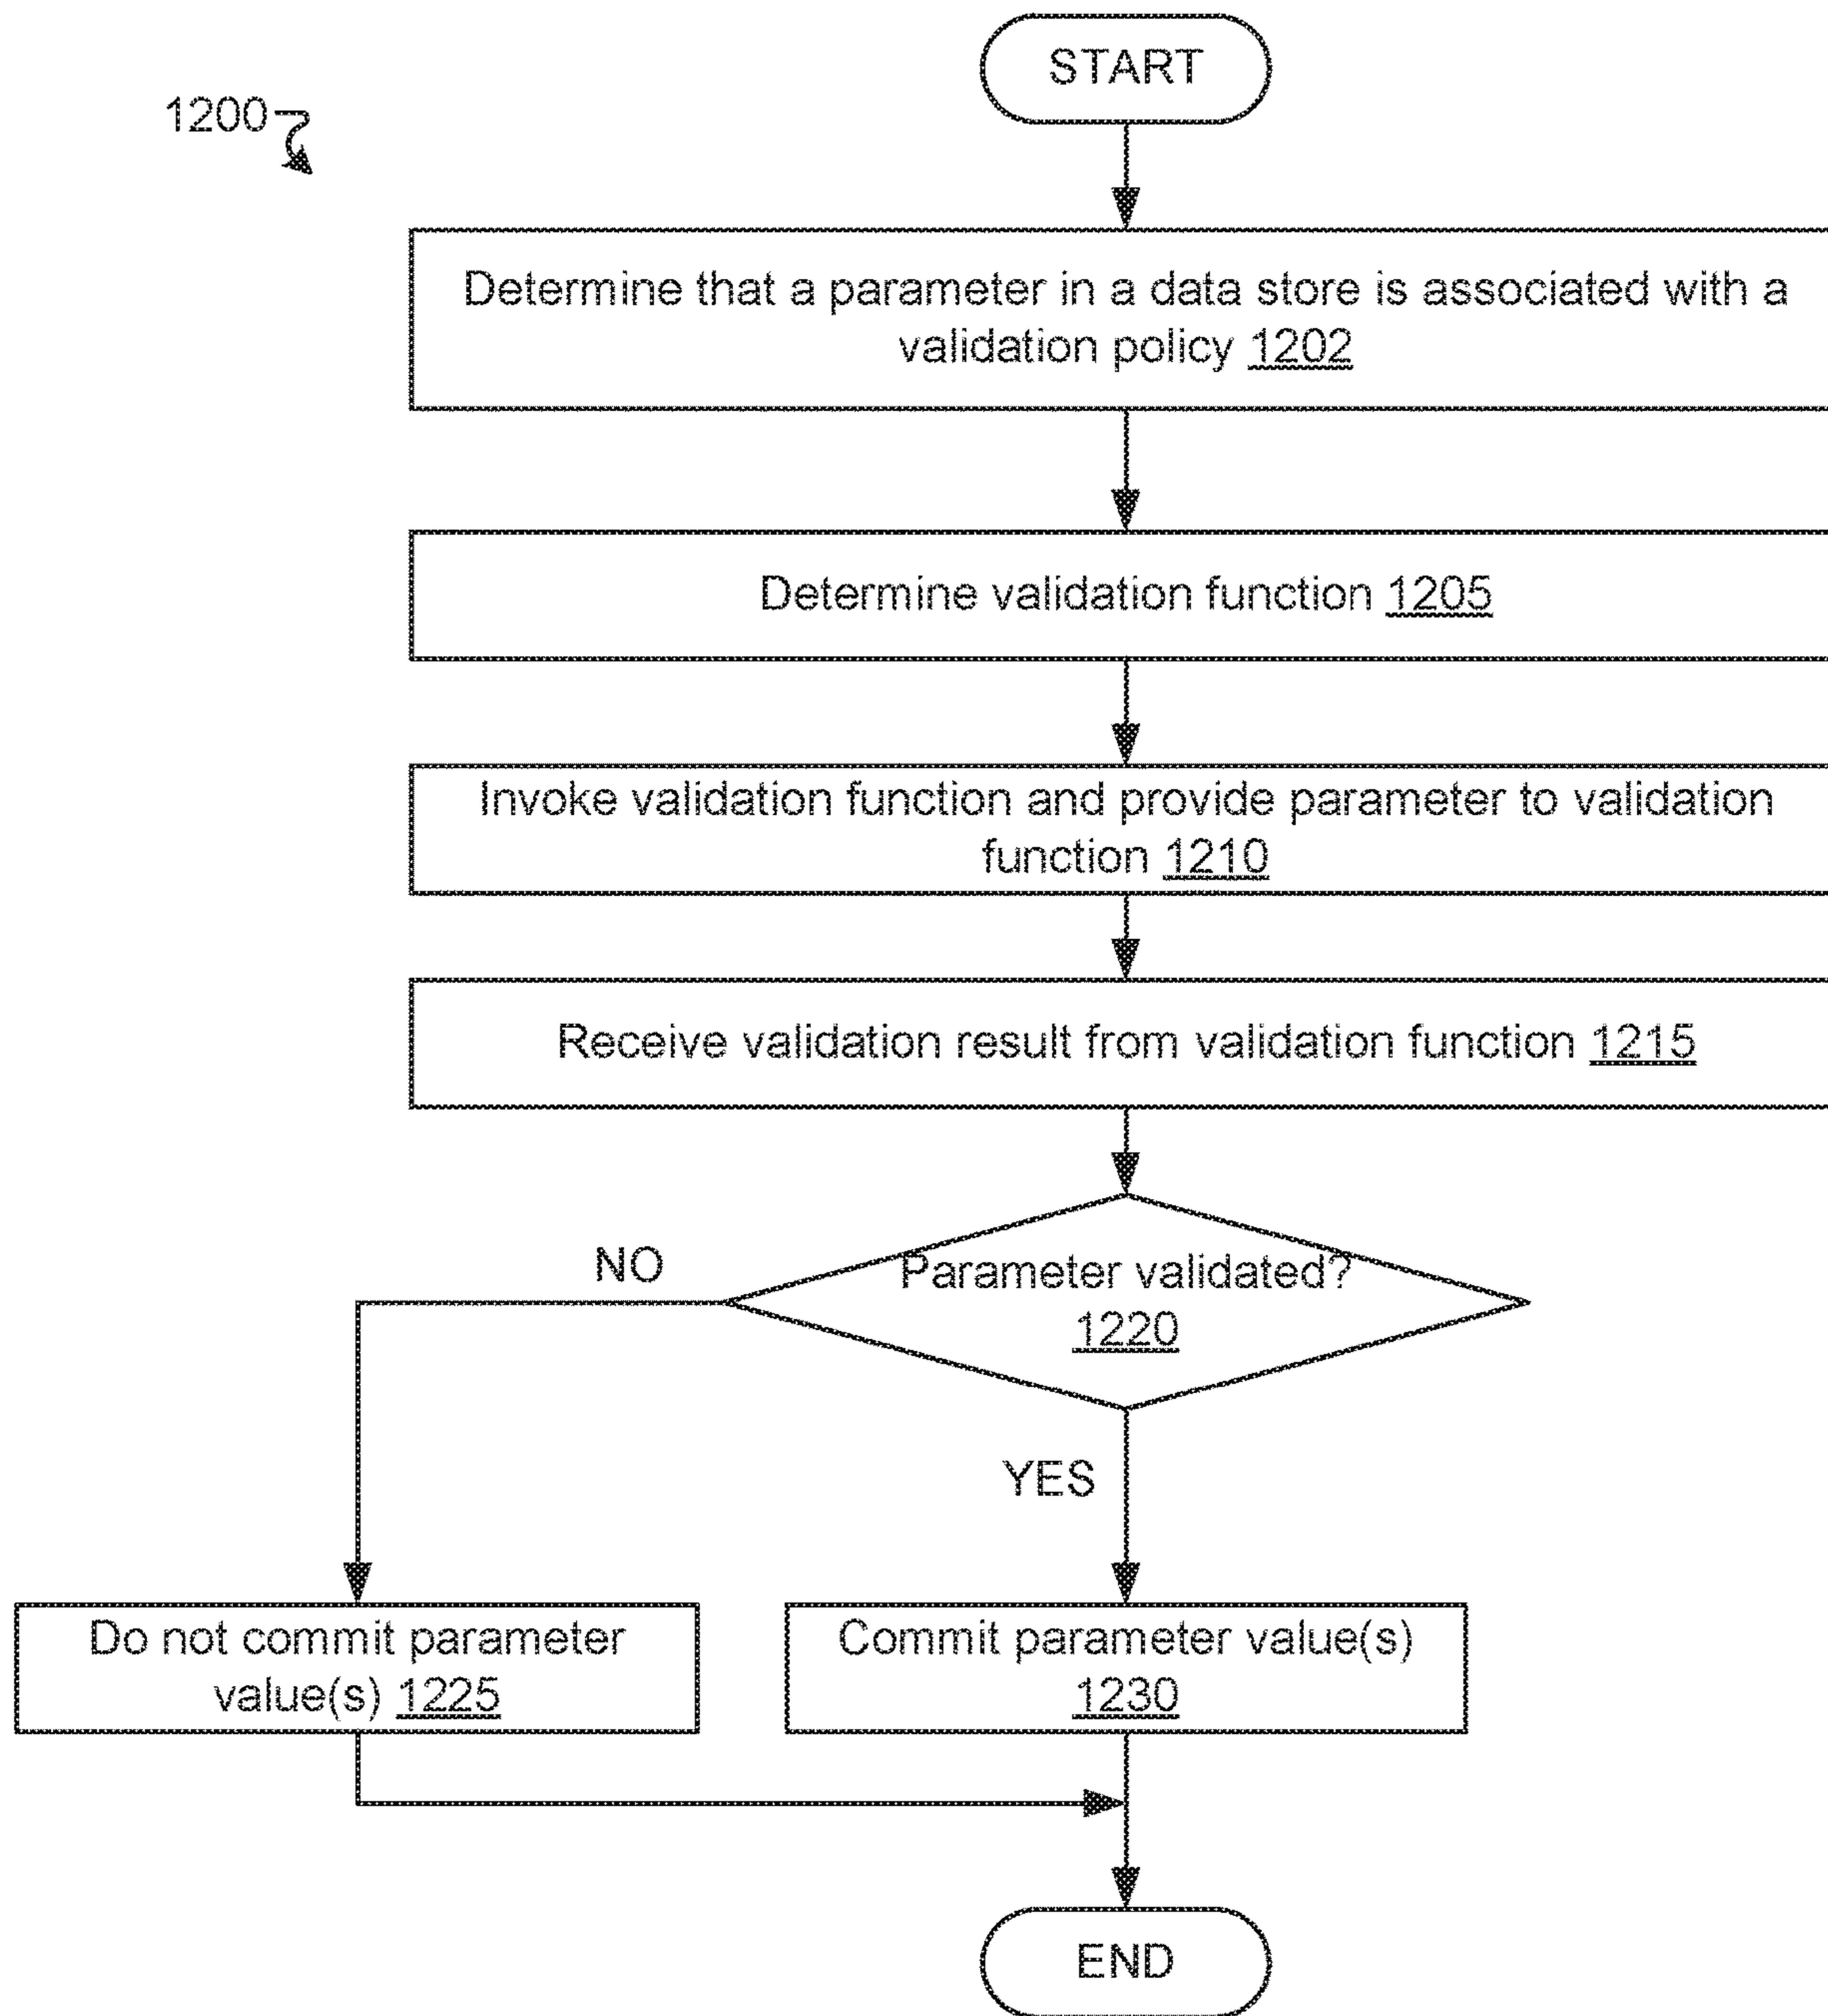 START
1200
Determine that a parameter in a data store is associated with a
validation policy 1202
Determine validation function 1205
Invoke validation function and provide parameter to validation
function 1210
Receive validation result from validation function 1215
NO
Parameter validated?
1220
YES
Do not commit parameter
value(s) 1225
Commit parameter value(s)
1230
END